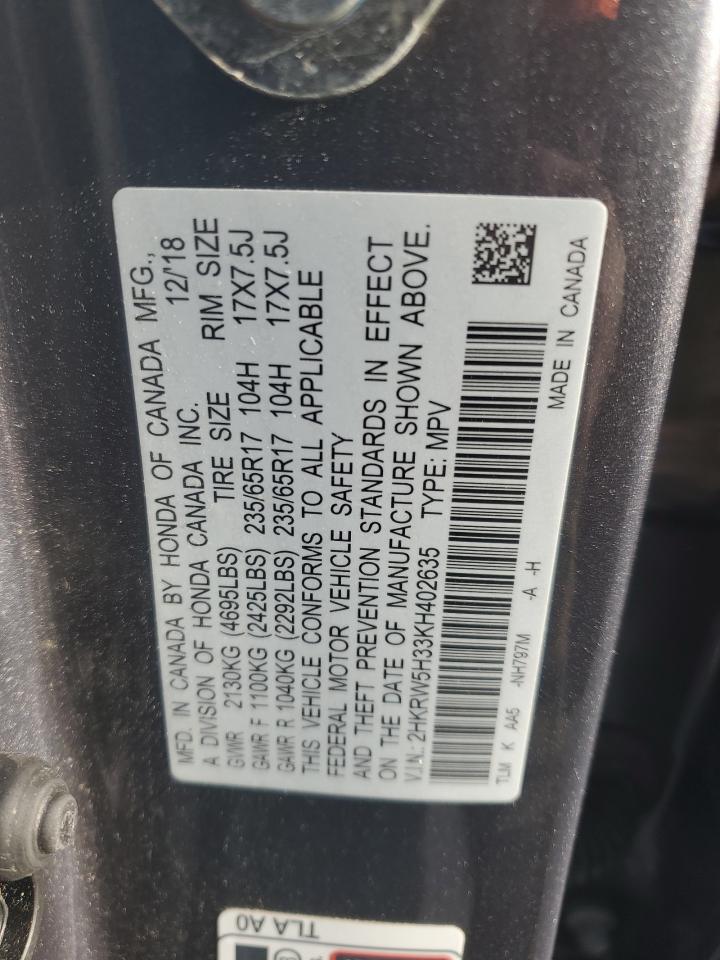 MFD. IN CANADA BY HONDA OF CANADA MFG.,
A DIVISION OF HONDA CANADA INC. 12/'18
GVWR 2130KG (4695LBS) TIRE SIZE RIM SIZE
GAWR F 1100KG (2425LBS) 235/65R17 104H 17X7.5J
GAWR R 1040KG (2292LBS) 235/65R17 104H 17X7.5J
THIS VEHICLE CONFORMS TO ALL APPLICABLE
FEDERAL MOTOR VEHICLE SAFETY
AND THEFT PREVENTION STANDARDS IN EFFECT
ON THE DATE OF MANUFACTURE SHOWN ABOVE.
V.I.N.: 2HKRW5H33KH402635 TYPE: MPV
TLM K AA5 -NH797M -A -H
MADE IN CANADA
TLA A0